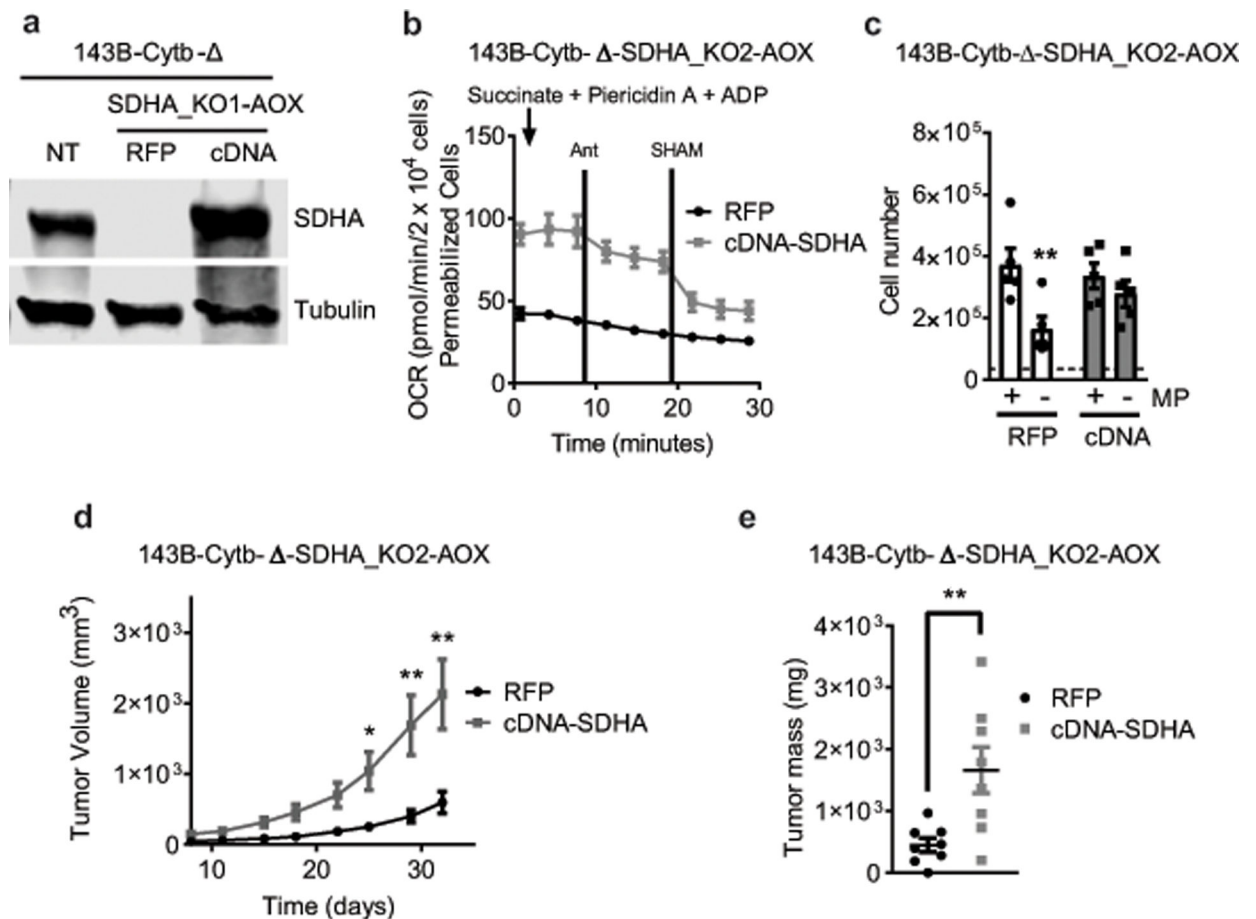 a
143B-Cytb-Δ
SDHA_KO1-AOX
NT RFP cDNA
SDHA
Tubulin
b
143B-Cytb-Δ-SDHA_KO2-AOX
Succinate + Piericidin A + ADP
OCR (pmol/min/2 x 10⁴ cells)
Permeabilized Cells
150
100
50
0
Ant
SHAM
RFP
cDNA-SDHA
0 10 20 30
Time (minutes)
c
143B-Cytb-Δ-SDHA_KO2-AOX
Cell number
8×10⁵
6×10⁵
4×10⁵
2×10⁵
0
**
+ - + - MP
RFP cDNA
d
143B-Cytb-Δ-SDHA_KO2-AOX
Tumor Volume (mm³)
3×10³
2×10³
1×10³
0
*
**
**
RFP
cDNA-SDHA
10 20 30
Time (days)
e
143B-Cytb-Δ-SDHA_KO2-AOX
**
Tumor mass (mg)
4×10³
3×10³
2×10³
1×10³
0
RFP
cDNA-SDHA